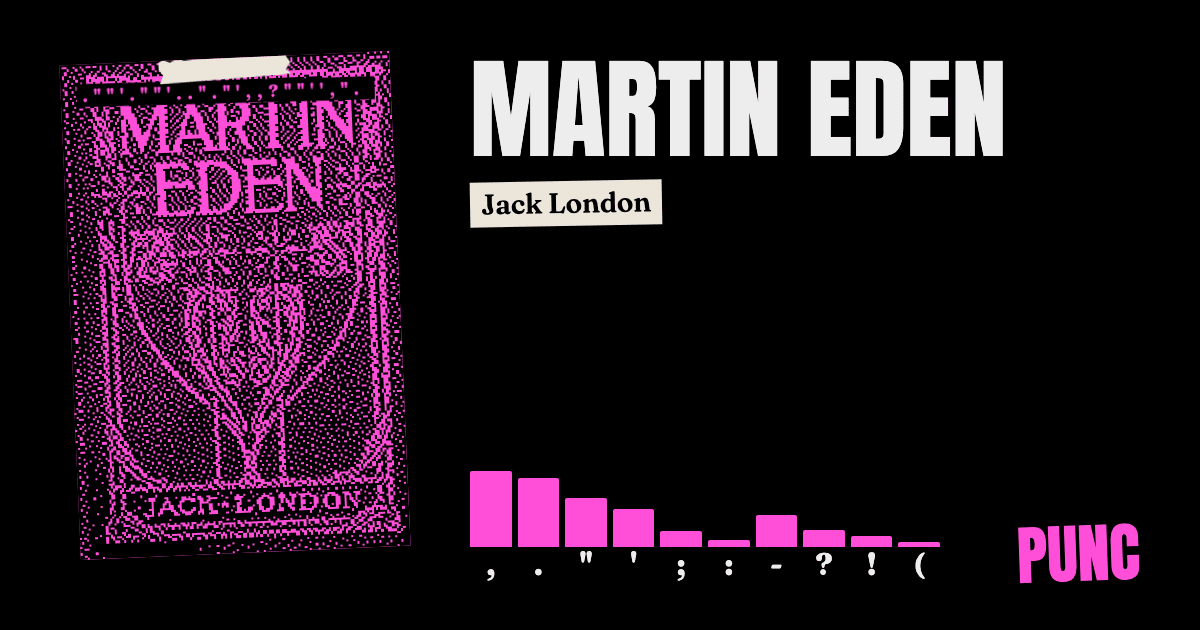 .""'.""'..".''',,?""'',".
MARTIN
EDEN
JACK·LONDON
MARTIN EDEN
Jack London
, . " ' ; : - ? ! (
PUNC